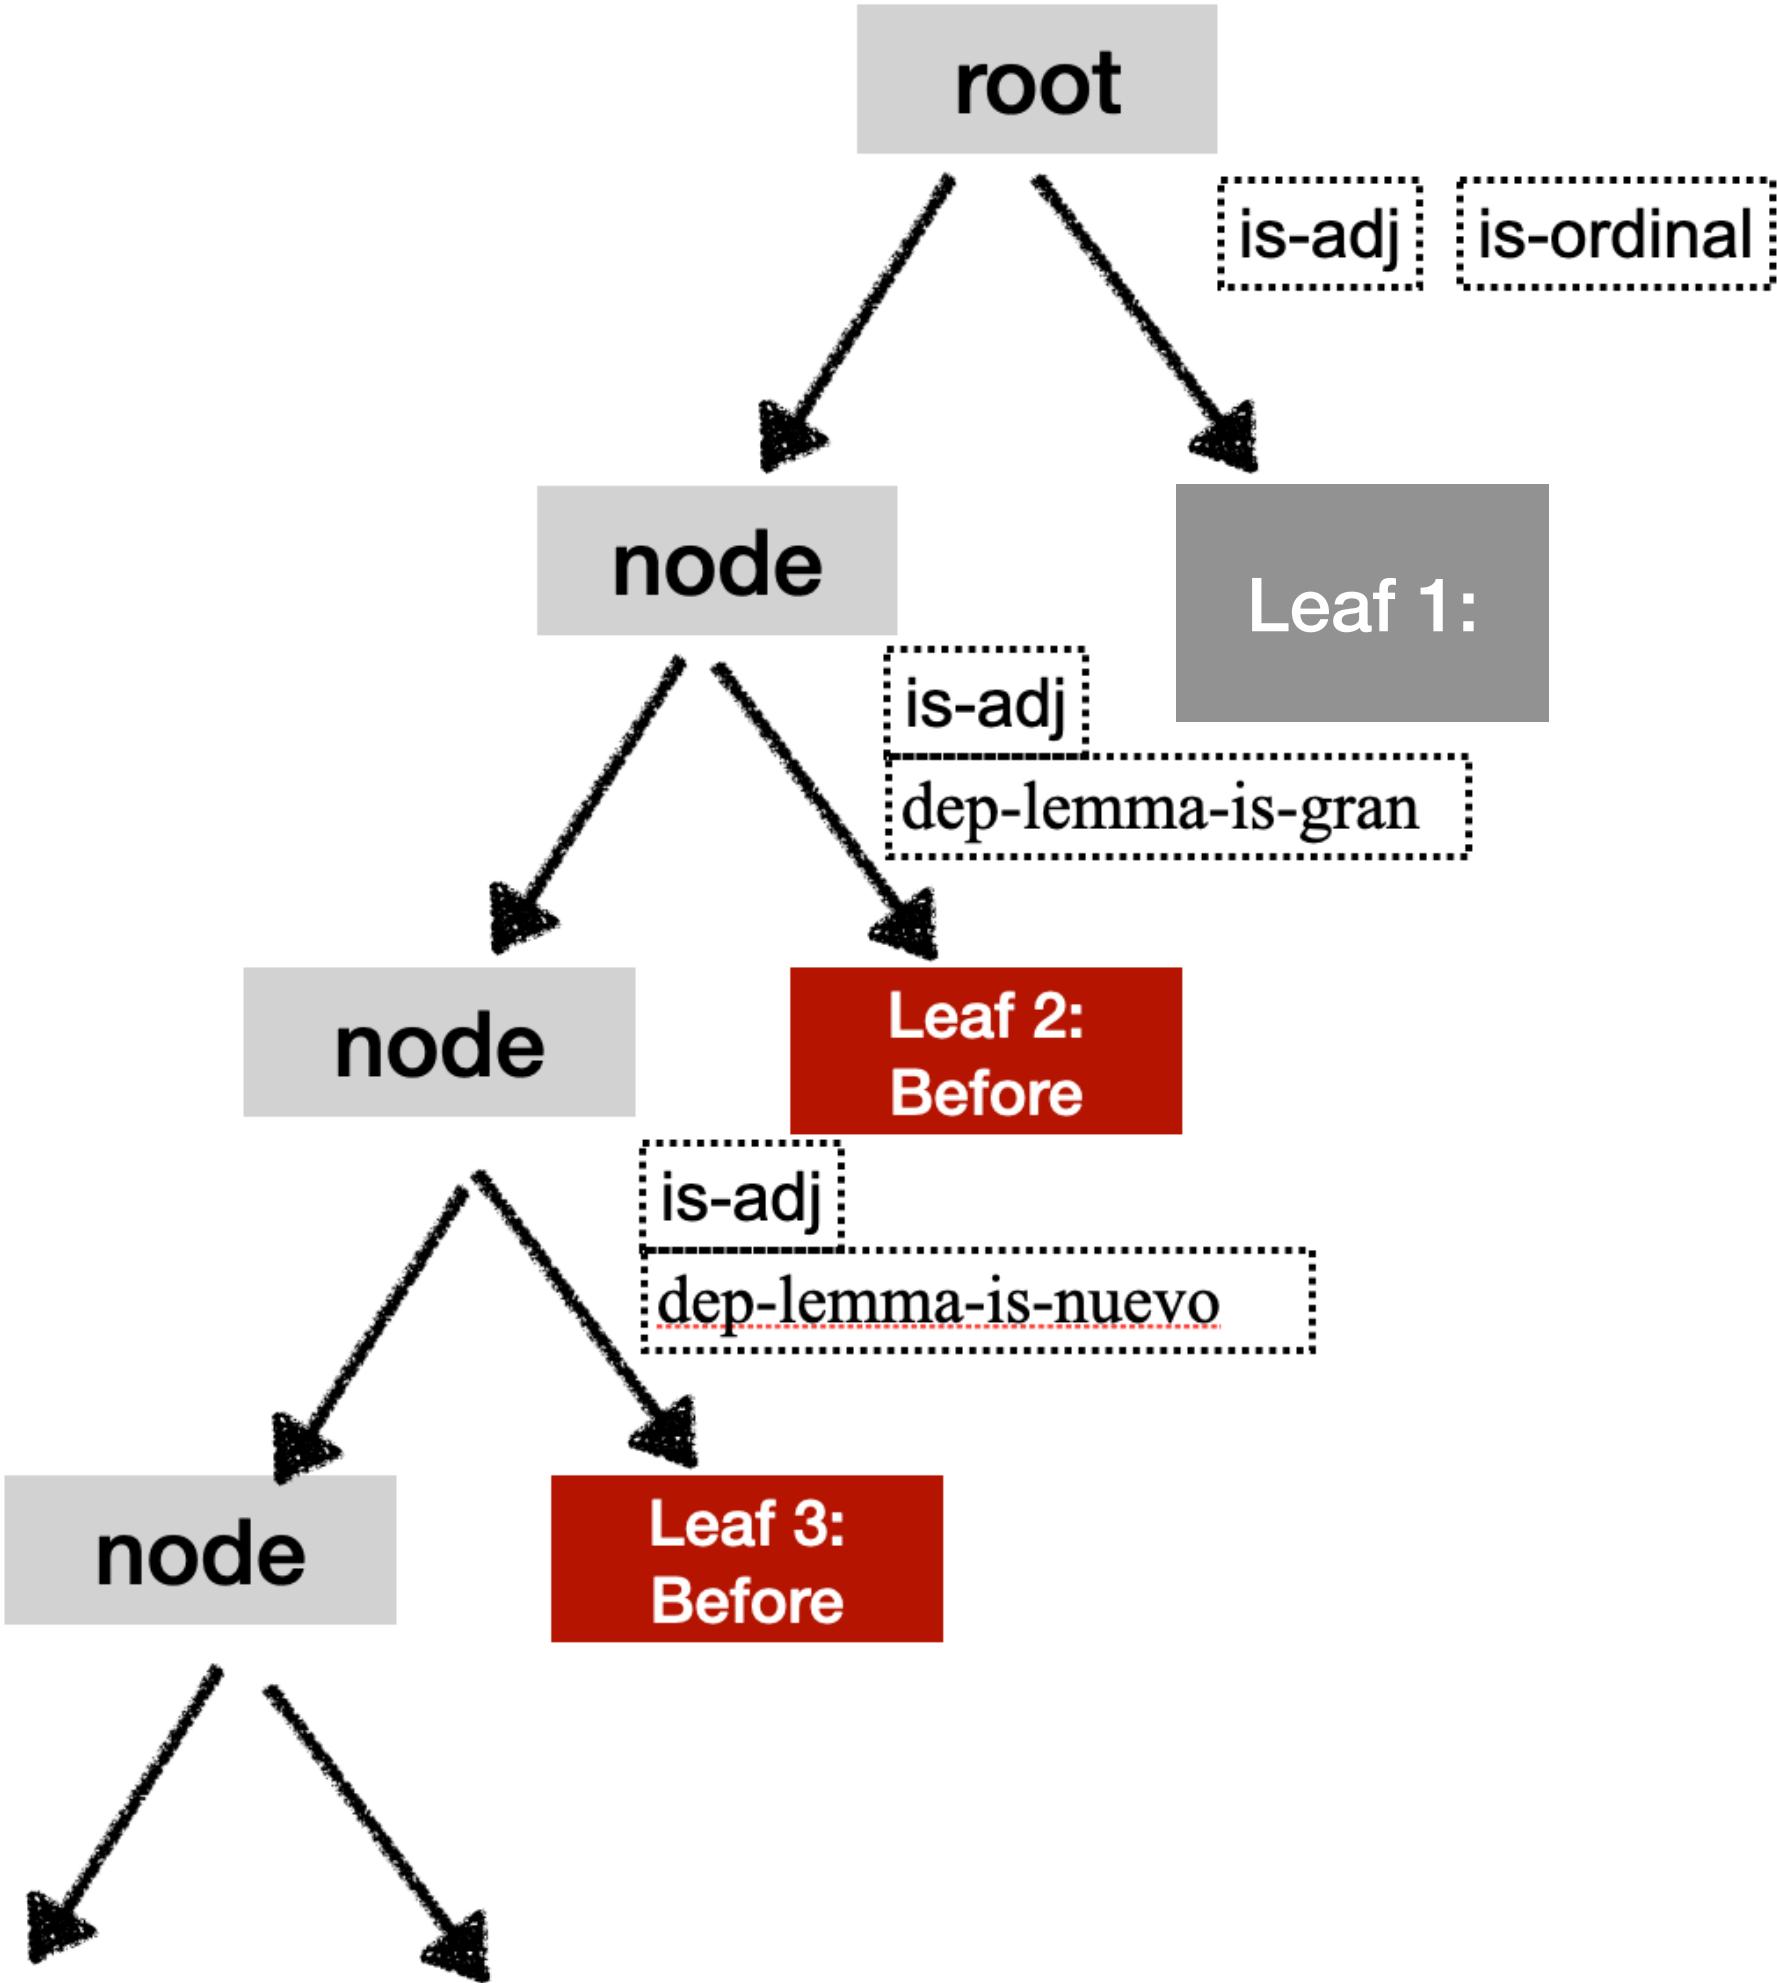 root
is-adj
is-ordinal
node
Leaf 1:
is-adj
dep-lemma-is-gran
node
Leaf 2:
Before
is-adj
dep-lemma-is-nuevo
node
Leaf 3:
Before